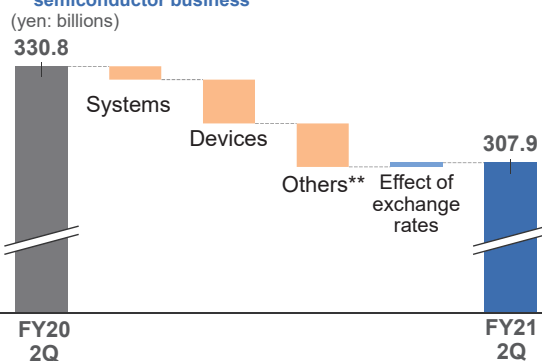 semiconductor business
(yen: billions)
330.8
Systems
Devices
Others**
Effect of
exchange
rates
307.9
FY20
2Q
FY21
2Q